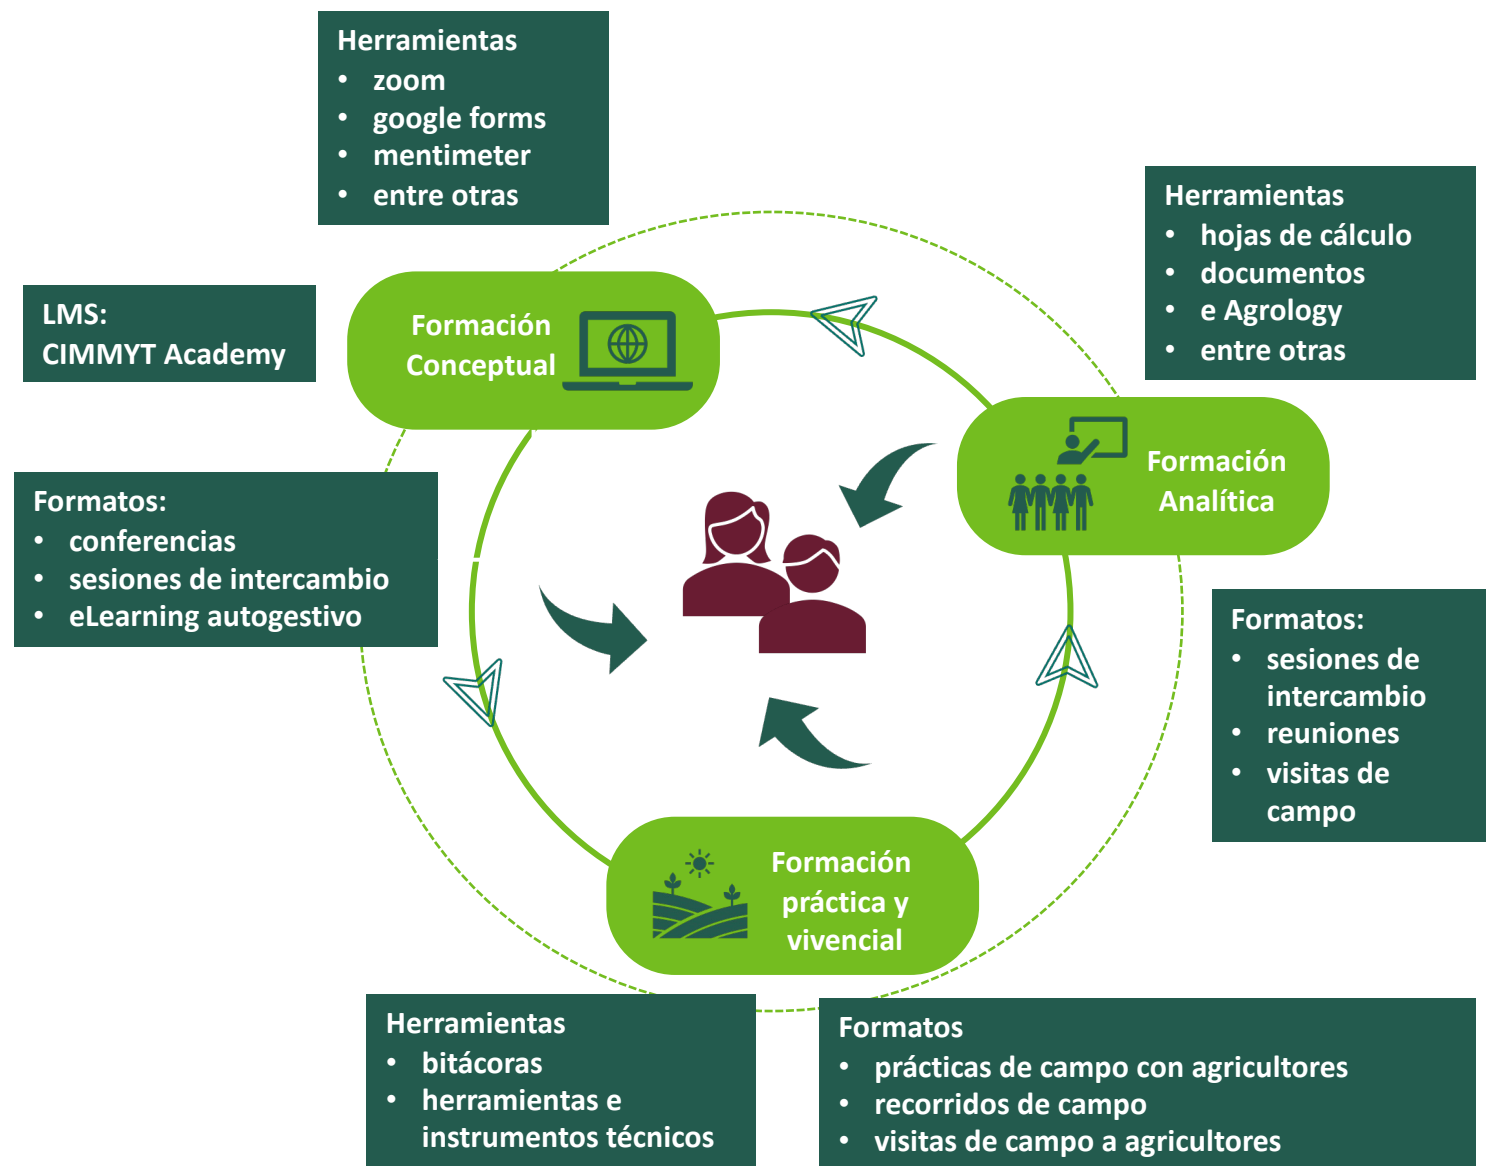 Herramientas
• zoom
• google forms
• mentimeter
• entre otras
Herramientas
• hojas de cálculo
• documentos
• e Agrology
• entre otras
LMS:
CIMMYT Academy
Formación
Conceptual
Formación
Analítica
Formatos:
• conferencias
• sesiones de intercambio
• eLearning autogestivo
Formatos:
• sesiones de
intercambio
• reuniones
• visitas de
campo
Formación
práctica y
vivencial
Herramientas
• bitácoras
• herramientas e
instrumentos técnicos
Formatos
• prácticas de campo con agricultores
• recorridos de campo
• visitas de campo a agricultores